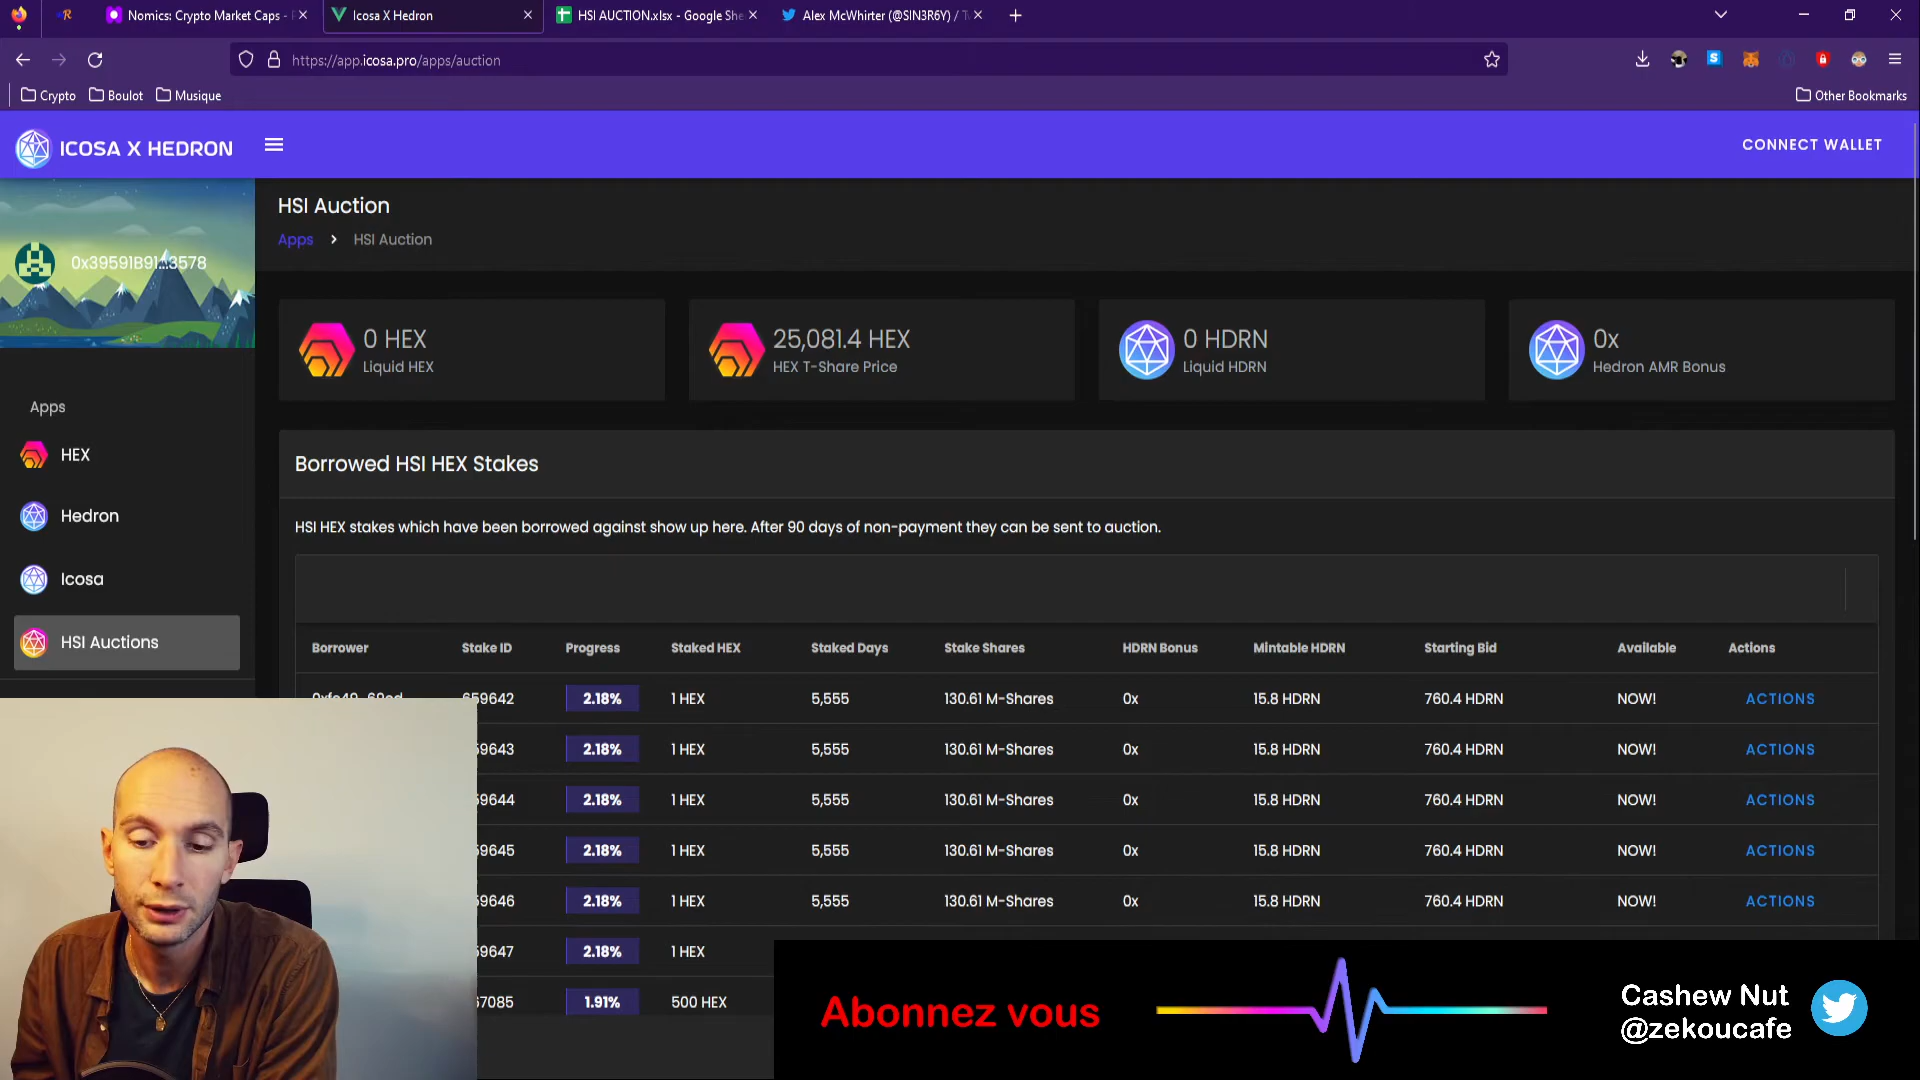 Nomics: Crypto Market Caps -
Icosa X Hedron
HSI AUCTION.xlsx - Google She
Alex McWhirter (@SIN3R6Y) / T
https://app.icosa.pro/apps/auction
Crypto
Boulot
Musique
Other Bookmarks
ICOSA X HEDRON
CONNECT WALLET
0x39591B91...3578
HSI Auction
Apps > HSI Auction
0 HEX
Liquid HEX
25,081.4 HEX
HEX T-Share Price
0 HDRN
Liquid HDRN
0x
Hedron AMR Bonus
Apps
HEX
Hedron
Icosa
HSI Auctions
Borrowed HSI HEX Stakes
HSI HEX stakes which have been borrowed against show up here. After 90 days of non-payment they can be sent to auction.
Borrower Stake ID Progress Staked HEX Staked Days Stake Shares HDRN Bonus Mintable HDRN Starting Bid Available Actions
659642 2.18% 1 HEX 5,555 130.61 M-Shares 0x 15.8 HDRN 760.4 HDRN NOW! ACTIONS
59643 2.18% 1 HEX 5,555 130.61 M-Shares 0x 15.8 HDRN 760.4 HDRN NOW! ACTIONS
59644 2.18% 1 HEX 5,555 130.61 M-Shares 0x 15.8 HDRN 760.4 HDRN NOW! ACTIONS
59645 2.18% 1 HEX 5,555 130.61 M-Shares 0x 15.8 HDRN 760.4 HDRN NOW! ACTIONS
59646 2.18% 1 HEX 5,555 130.61 M-Shares 0x 15.8 HDRN 760.4 HDRN NOW! ACTIONS
59647 2.18% 1 HEX
67085 1.91% 500 HEX
Abonnez vous
Cashew Nut
@zekoucafe